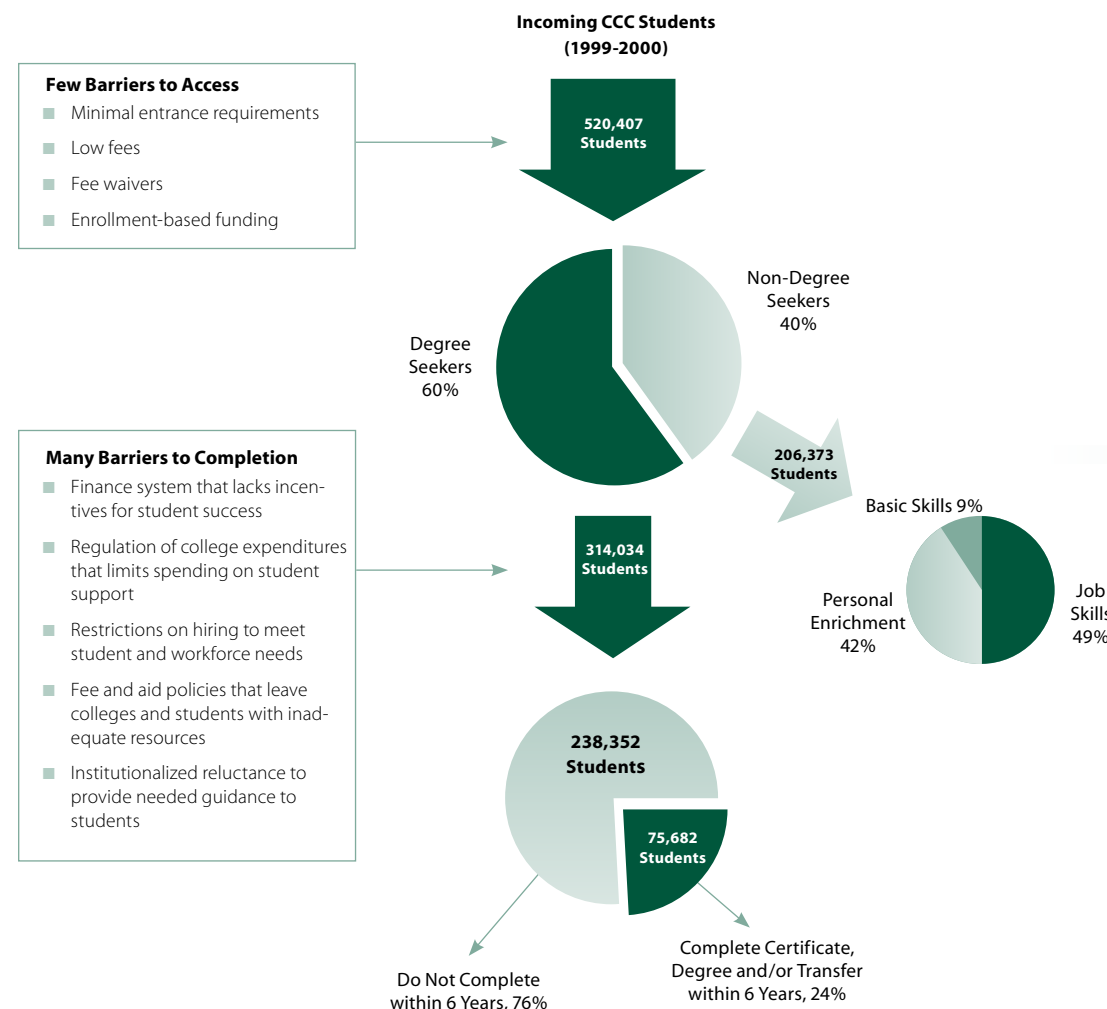 Incoming CCC Students
(1999-2000)
Few Barriers to Access
Minimal entrance requirements
Low fees
Fee waivers
Enrollment-based funding
520,407
Students
Non-Degree
Seekers
40%
Degree
Seekers
60%
206,373
Students
Basic Skills 9%
Personal
Enrichment
42%
Job
Skills
49%
Many Barriers to Completion
Finance system that lacks incen-
tives for student success
Regulation of college expenditures
that limits spending on student
support
Restrictions on hiring to meet
student and workforce needs
Fee and aid policies that leave
colleges and students with inad-
equate resources
Institutionalized reluctance to
provide needed guidance to
students
314,034
Students
238,352
Students
75,682
Students
Do Not Complete
within 6 Years, 76%
Complete Certificate,
Degree and/or Transfer
within 6 Years, 24%